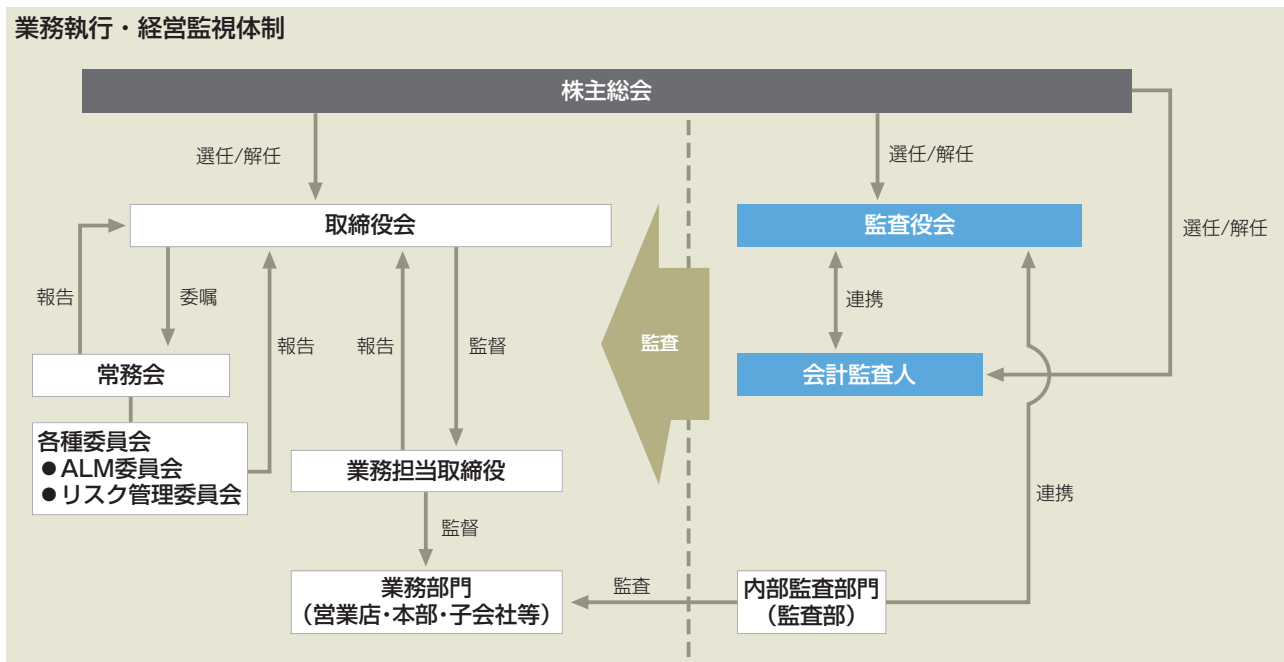 業務執行・経営監視体制
株主総会
選任/解任
選任/解任
選任/解任
取締役会
監査役会
報告
委嘱
報告
報告
監督
監査
連携
常務会
会計監査人
各種委員会
●ALM委員会
●リスク管理委員会
業務担当取締役
連携
監督
業務部門
（営業店・本部・子会社等）
監査
内部監査部門
（監査部）